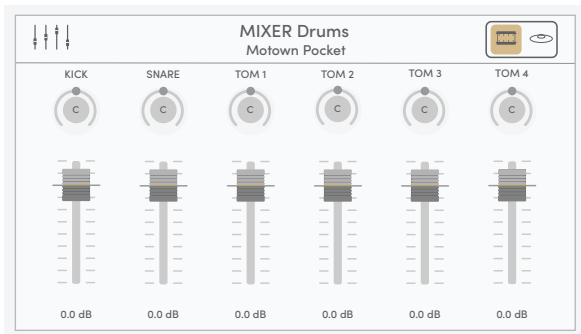 MIXER Drums
Motown Pocket
KICK SNARE TOM 1 TOM 2 TOM 3 TOM 4
C C C C C C
0.0 dB 0.0 dB 0.0 dB 0.0 dB 0.0 dB 0.0 dB